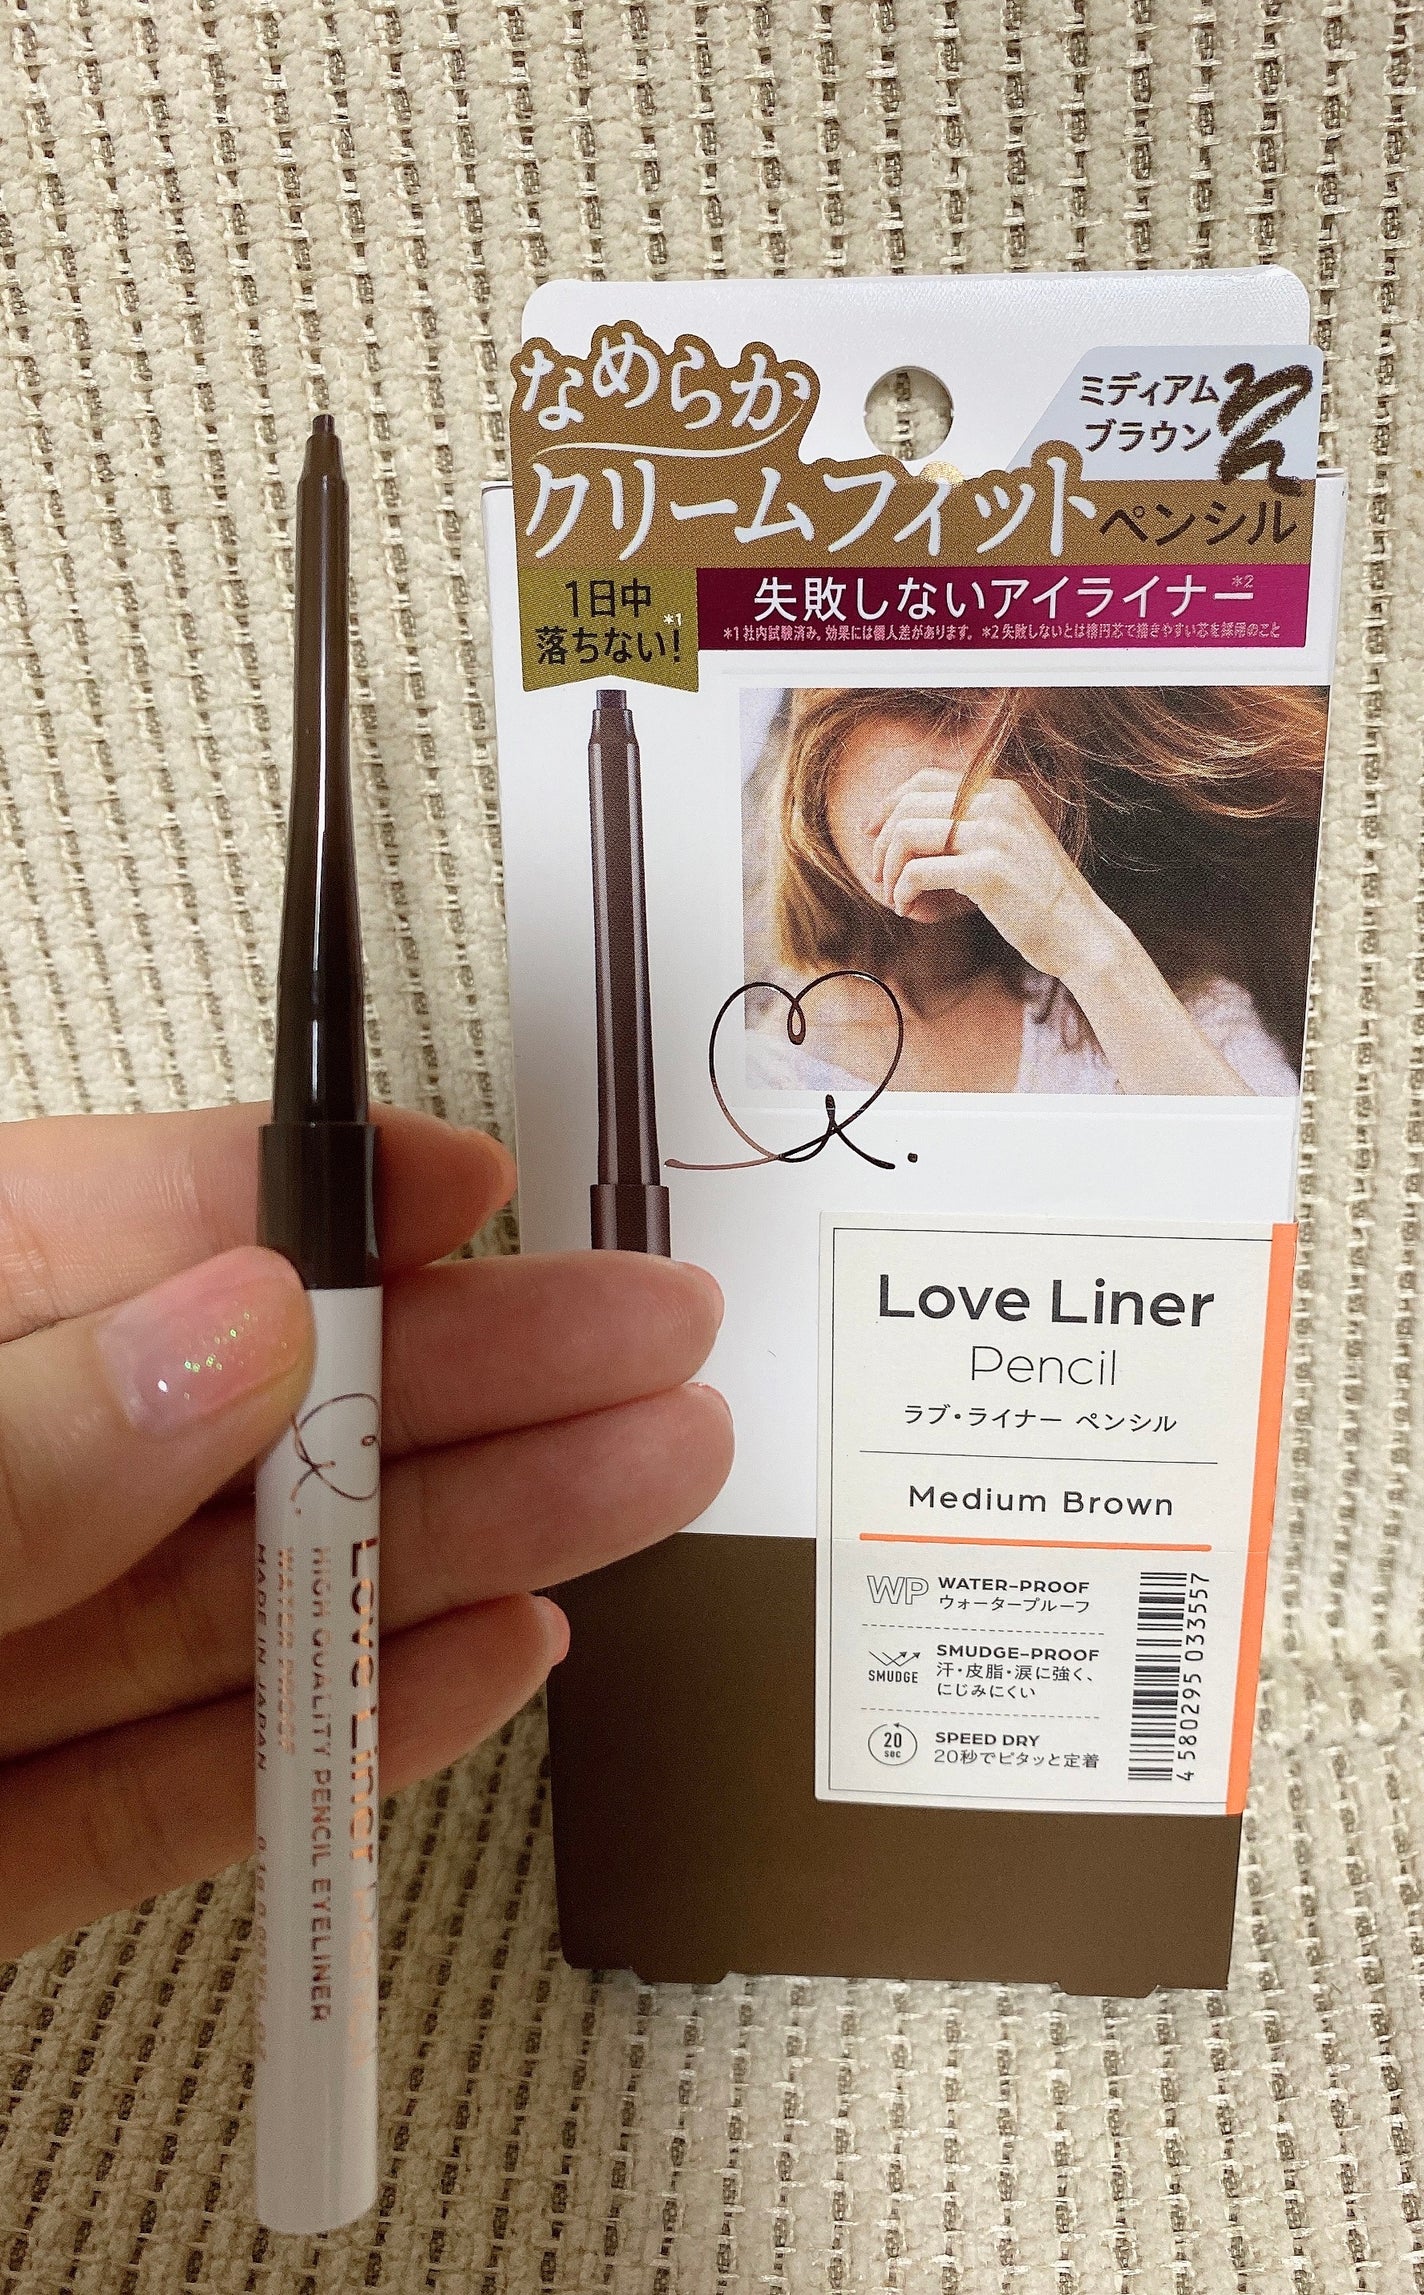 なめらか
クリームフィットペンシル
ミディアム
ブラウン
1日中
落ちない!*1
失敗しないアイライナー*2
*1 社内試験済み。効果には個人差があります。 *2 失敗しないとは楕円芯で描きやすい芯を採用のこと
Love Liner
Pencil
ラブ・ライナー ペンシル
Medium Brown
WP WATER-PROOF
ウォータープルーフ
SMUDGE
SMUDGE-PROOF
汗・皮脂・涙に強く、
にじみにくい
20 sec
SPEED DRY
20秒でピタッと定着
4 580295 033557
Love Liner
HIGH QUALITY PENCIL EYELINER
WATER PROOF
MADE IN JAPAN